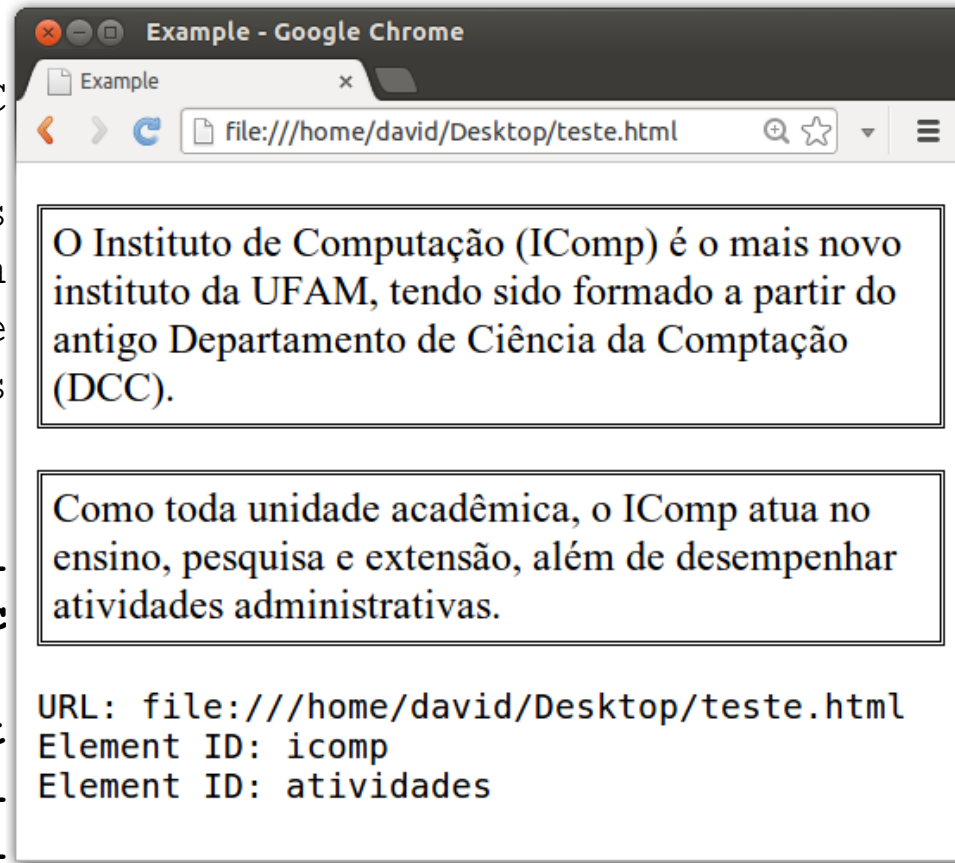 Example - Google Chrome
Example
file:///home/david/Desktop/teste.html
O Instituto de Computação (IComp) é o mais novo
instituto da UFAM, tendo sido formado a partir do
antigo Departamento de Ciência da Comptação
(DCC).
Como toda unidade acadêmica, o IComp atua no
ensino, pesquisa e extensão, além de desempenhar
atividades administrativas.
URL: file:///home/david/Desktop/teste.html
Element ID: icomp
Element ID: atividades